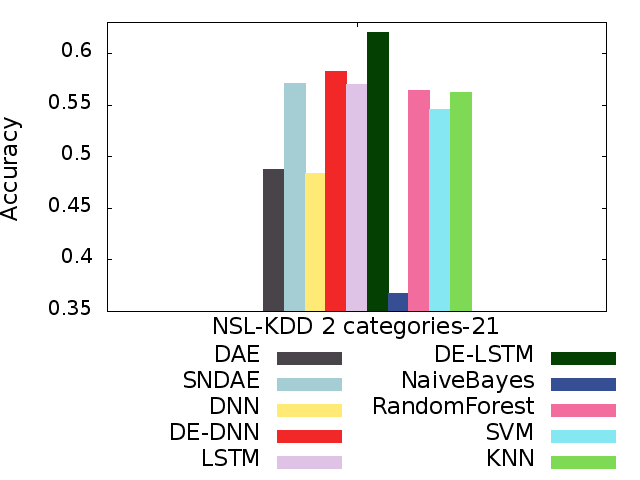 0.6
0.55
0.5
0.45
0.4
0.35
Accuracy
NSL-KDD 2 categories-21
DAE
SNDAE
DNN
DE-DNN
LSTM
DE-LSTM
NaiveBayes
RandomForest
SVM
KNN